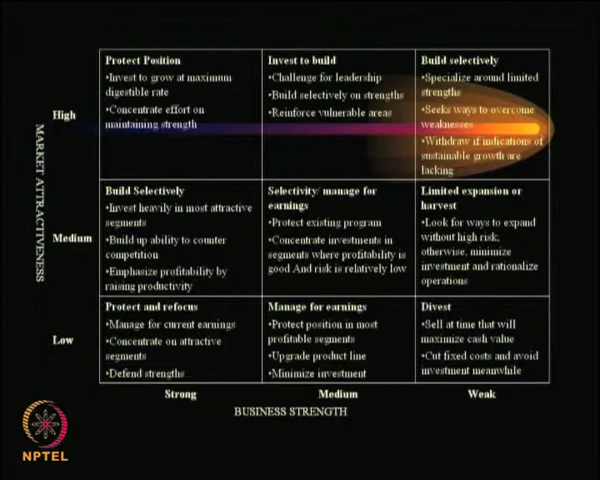 Protect Position
•Invest to grow at maximum
digestible rate
•Concentrate effort on
maintaining strength
Invest to build
•Challenge for leadership
•Build selectively on strengths
•Reinforce vulnerable areas
Build selectively
•Specialize around limited
strengths
•Seeks ways to overcome
weaknesses
•Withdraw if indications of
sustainable growth are
lacking
High
MARKET ATTRACTIVENESS
Build Selectively
•Invest heavily in most attractive
segments
•Build up ability to counter
competition
•Emphasize profitability by
raising productivity
Selectivity/ manage for
earnings
•Protect existing program
•Concentrate investments in
segments where profitability is
good And risk is relatively low
Limited expansion or
harvest
•Look for ways to expand
without high risk;
otherwise, minimize
investment and rationalize
operations
Medium
Protect and refocus
•Manage for current earnings
•Concentrate on attractive
segments
•Defend strengths
Manage for earnings
•Protect position in most
profitable segments
•Upgrade product line
•Minimize investment
Divest
•Sell at time that will
maximize cash value
•Cut fixed costs and avoid
investment meanwhile
Low
Strong
Medium
Weak
BUSINESS STRENGTH
NPTEL